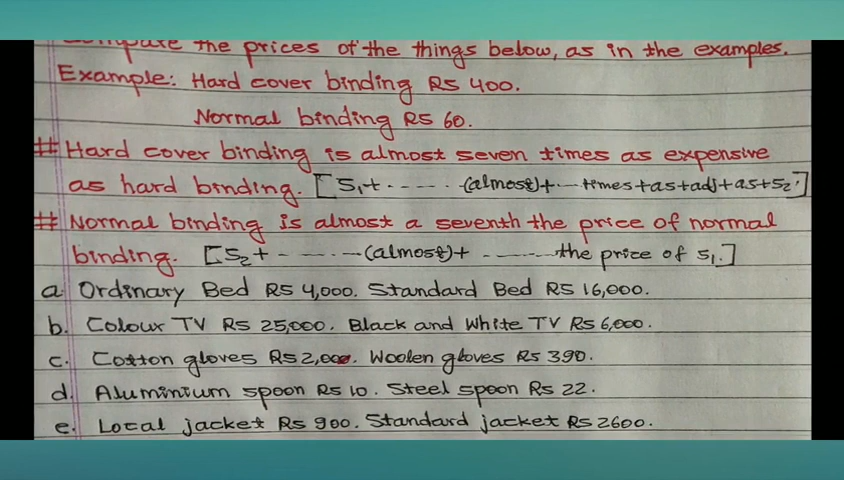 Compare the prices of the things below, as in the examples.
Example: Hard cover binding RS 400.
Normal binding RS 60.
# Hard cover binding is almost seven times as expensive
as hard binding. [S1+ ...... (almost)+ ... times+as+adj+as+S2.]
# Normal binding is almost a seventh the price of normal
binding. [S2+ ------- (almost)+ ------- the price of S1.]
a. Ordinary Bed RS 4,000. Standard Bed RS 16,000.
b. Colour TV RS 25,000. Black and White TV RS 6,000.
c. Cotton gloves RS 2,000. Woolen gloves RS 390.
d. Aluminium spoon RS 10. Steel spoon RS 22.
e. Local jacket RS 900. Standard jacket RS 2600.